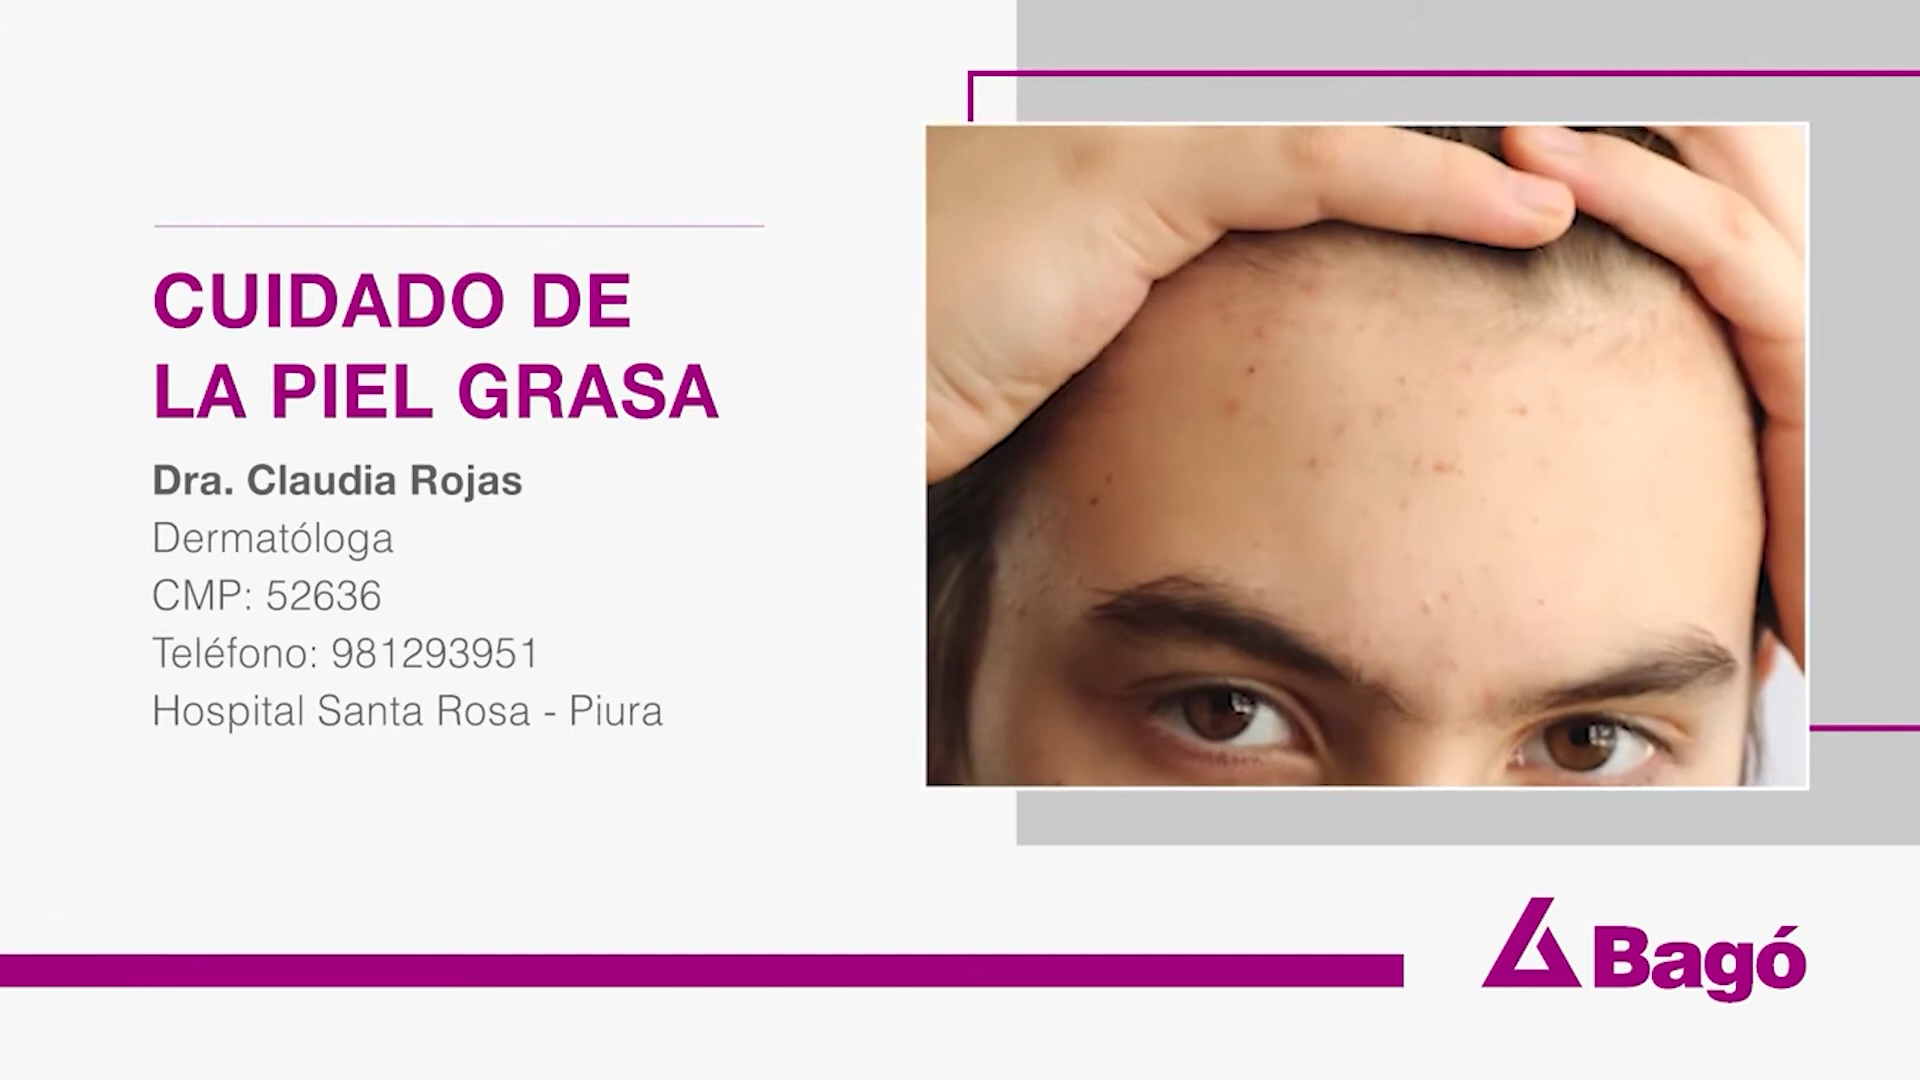 CUIDADO DE
LA PIEL GRASA
Dra. Claudia Rojas
Dermatóloga
CMP: 52636
Teléfono: 981293951
Hospital Santa Rosa - Piura
Bagó